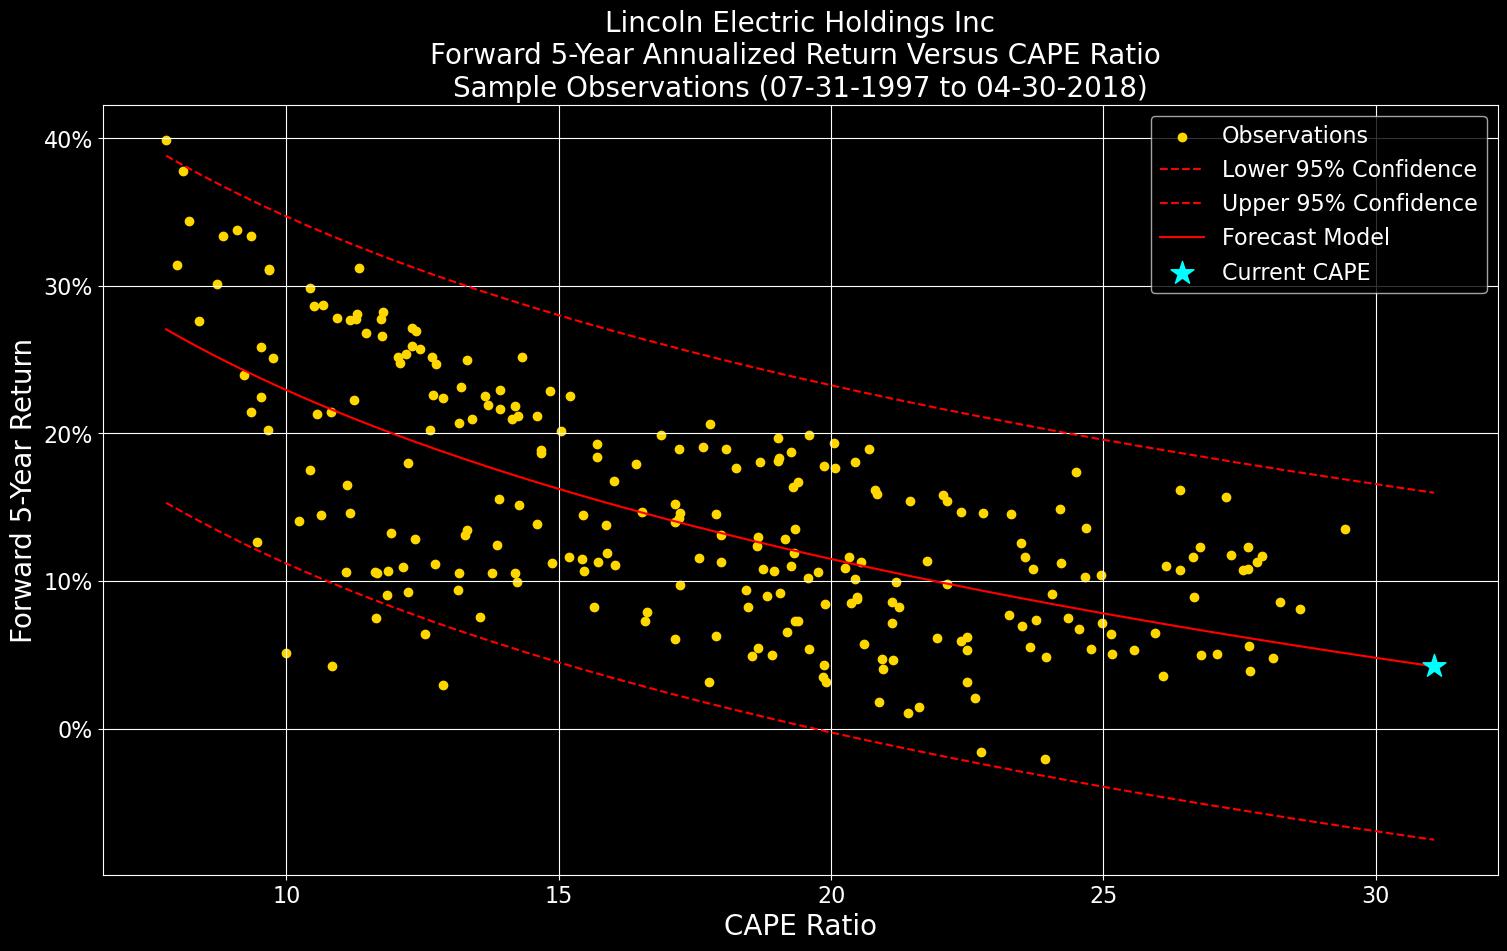 Lincoln Electric Holdings Inc
Forward 5-Year Annualized Return Versus CAPE Ratio
Sample Observations (07-31-1997 to 04-30-2018)
Observations
Lower 95% Confidence
Upper 95% Confidence
Forecast Model
Current CAPE
Forward 5-Year Return
40%
30%
20%
10%
0%
10
15
20
25
30
CAPE Ratio